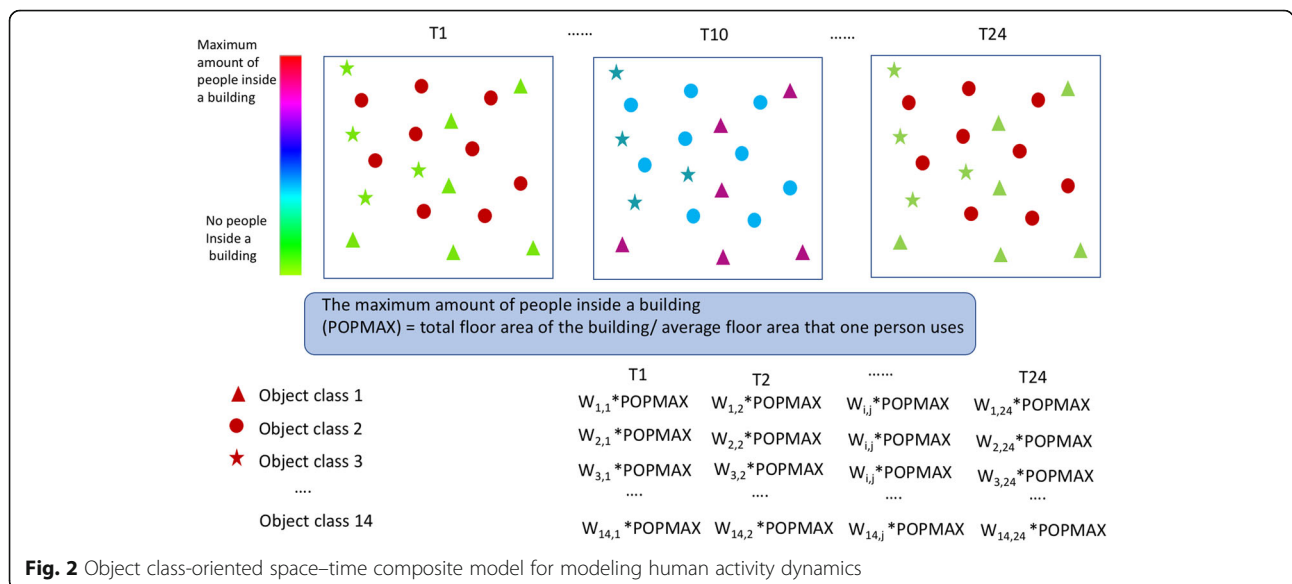 T1 ...... T10 ...... T24
Maximum
amount of
people inside
a building
No people
Inside a
building
The maximum amount of people inside a building
(POPMAX) = total floor area of the building/ average floor area that one person uses
T1 T2 ...... T24
Object class 1 W1,1*POPMAX W1,2*POPMAX Wi,j*POPMAX W1,24*POPMAX
Object class 2 W2,1*POPMAX W2,2*POPMAX Wi,j*POPMAX W2,24*POPMAX
Object class 3 W3,1*POPMAX W3,2*POPMAX Wi,j*POPMAX W3,24*POPMAX
.... .... .... .... ....
Object class 14 W14,1*POPMAX W14,2*POPMAX W14,j*POPMAX W14,24*POPMAX
Fig. 2 Object class-oriented space–time composite model for modeling human activity dynamics